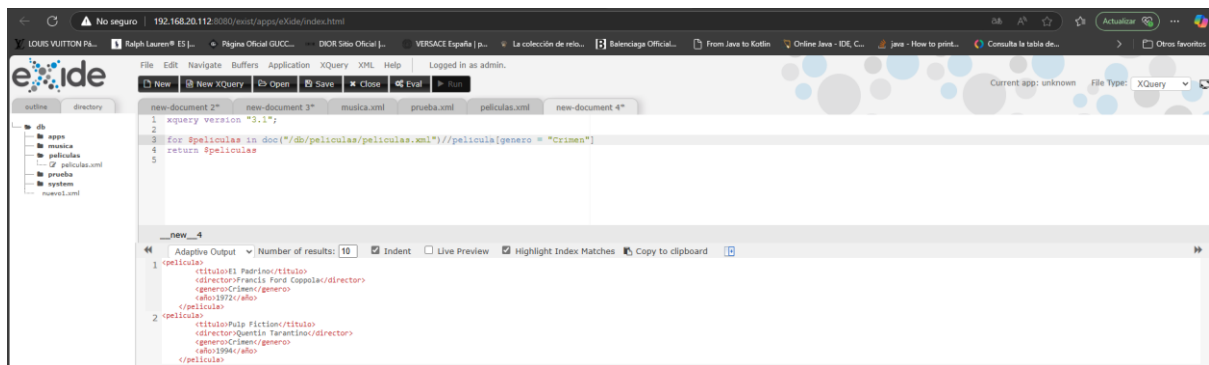 No seguro 192.168.20.112:8080/exist/apps/eXide/index.html Actualizar
LOUIS VUITTON Pá... Ralph Lauren® ES |... Página Oficial GUCC... DIOR Sitio Oficial |... VERSACE España | p... La colección de relo... Balenciaga Official... From Java to Kotlin Online Java - IDE, C... java - How to print... Consulta la tabla de... Otros favoritos
eXide
File Edit Navigate Buffers Application XQuery XML Help Logged in as admin.
New New XQuery Open Save Close Eval Run
Current app: unknown File Type: XQuery
outline directory
new-document 2* new-document 3* musica.xml prueba.xml peliculas.xml new-document 4*
db
apps
musica
peliculas
peliculas.xml
prueba
system
nuevo1.xml
1 xquery version "3.1";
2
3 for $peliculas in doc("/db/peliculas/peliculas.xml")//pelicula[genero = "Crimen"]
4 return $peliculas
5
__new__4
Adaptive Output Number of results: 10 Indent Live Preview Highlight Index Matches Copy to clipboard
1 <pelicula>
<titulo>El Padrino</titulo>
<director>Francis Ford Coppola</director>
<genero>Crimen</genero>
<año>1972</año>
</pelicula>
2 <pelicula>
<titulo>Pulp Fiction</titulo>
<director>Quentin Tarantino</director>
<genero>Crimen</genero>
<año>1994</año>
</pelicula>